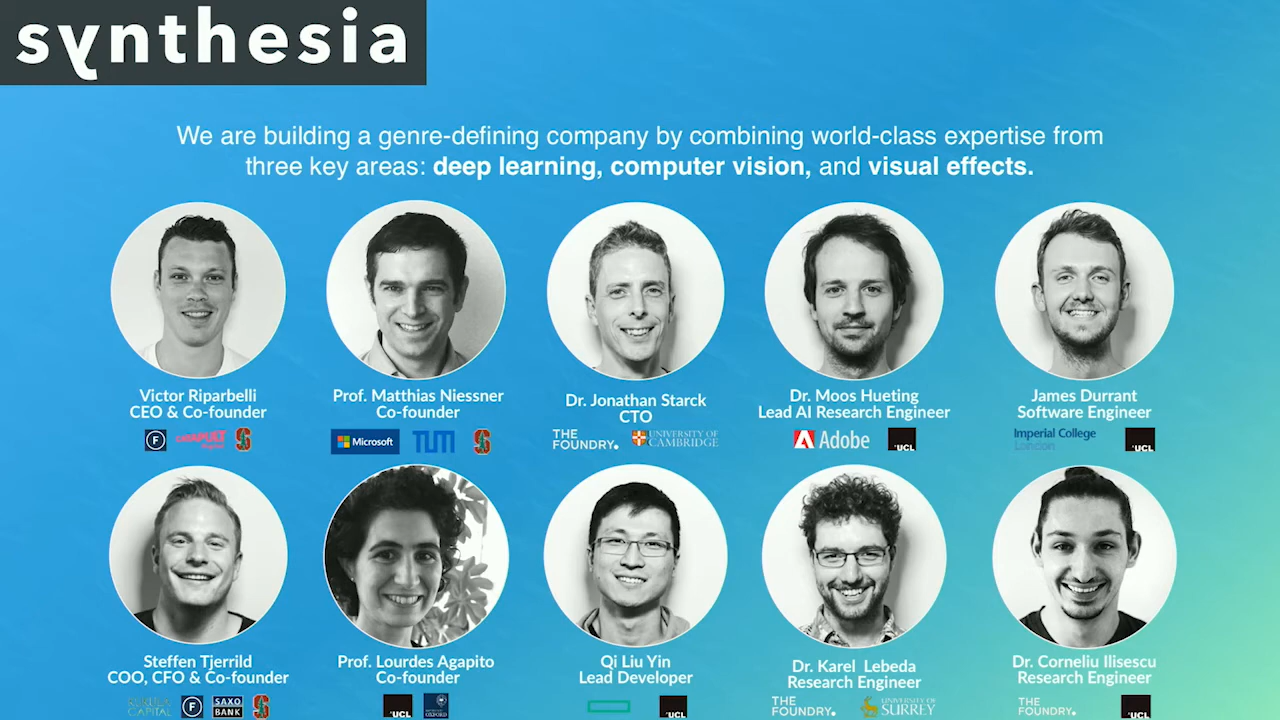 synthesia
We are building a genre-defining company by combining world-class expertise from
three key areas: deep learning, computer vision, and visual effects.
Victor Riparbelli
CEO & Co-founder
F CATAPULT
Prof. Matthias Niessner
Co-founder
Microsoft TUM
Dr. Jonathan Starck
CTO
THE
FOUNDRY.
UNIVERSITY OF
CAMBRIDGE
Dr. Moos Hueting
Lead AI Research Engineer
Adobe UCL
James Durrant
Software Engineer
Imperial College
London
UCL
Steffen Tjerrild
COO, CFO & Co-founder
CAPITAL
F
SAXO
BANK
Prof. Lourdes Agapito
Co-founder
UCL
OXFORD
Qi Liu Yin
Lead Developer
UCL
Dr. Karel Lebeda
Research Engineer
THE
FOUNDRY.
UNIVERSITY OF
SURREY
Dr. Corneliu Ilisescu
Research Engineer
THE
FOUNDRY.
UCL